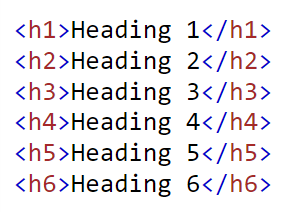 <h1>Heading 1</h1>
<h2>Heading 2</h2>
<h3>Heading 3</h3>
<h4>Heading 4</h4>
<h5>Heading 5</h5>
<h6>Heading 6</h6>